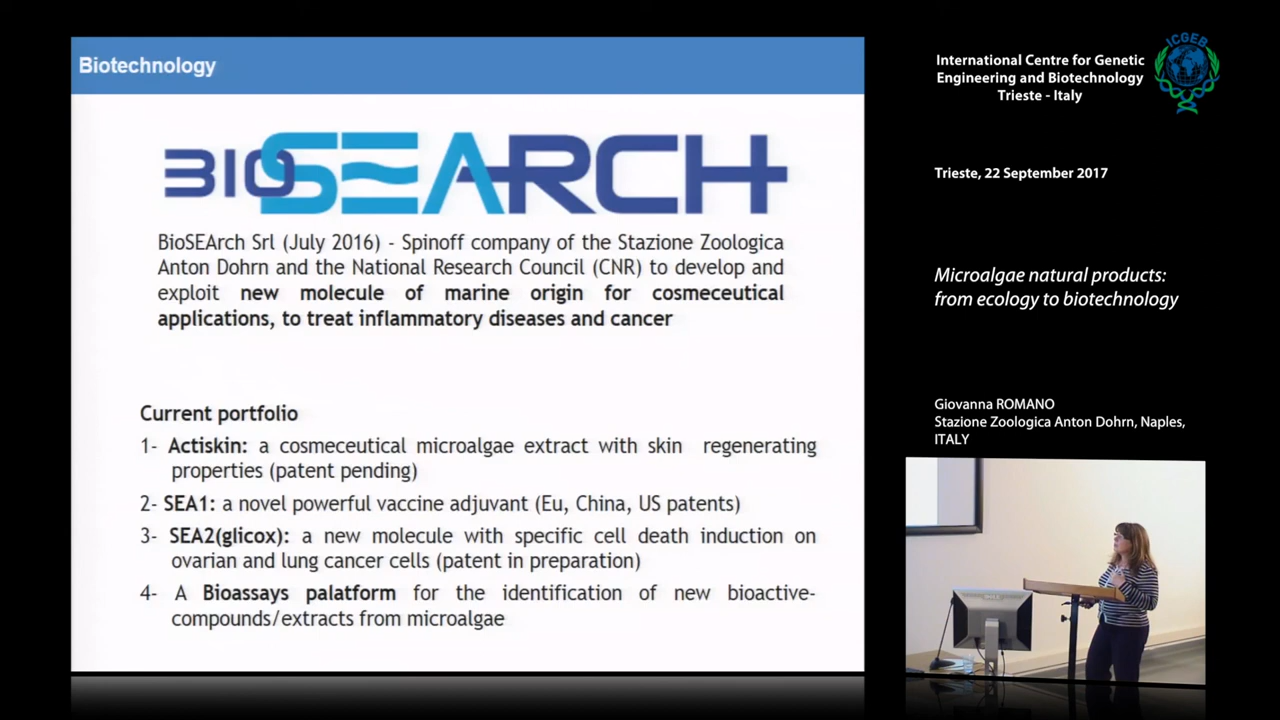 Biotechnology
BIOSEARCH
BioSEArch Srl (July 2016) - Spinoff company of the Stazione Zoologica
Anton Dohrn and the National Research Council (CNR) to develop and
exploit new molecule of marine origin for cosmeceutical
applications, to treat inflammatory diseases and cancer
Current portfolio
1- Actiskin: a cosmeceutical microalgae extract with skin regenerating
properties (patent pending)
2- SEA1: a novel powerful vaccine adjuvant (Eu, China, US patents)
3- SEA2(glicox): a new molecule with specific cell death induction on
ovarian and lung cancer cells (patent in preparation)
4- A Bioassays palatform for the identification of new bioactive-
compounds/extracts from microalgae
International Centre for Genetic
Engineering and Biotechnology
Trieste - Italy
ICGEB
Trieste, 22 September 2017
Microalgae natural products:
from ecology to biotechnology
Giovanna ROMANO
Stazione Zoologica Anton Dohrn, Naples,
ITALY
DELL